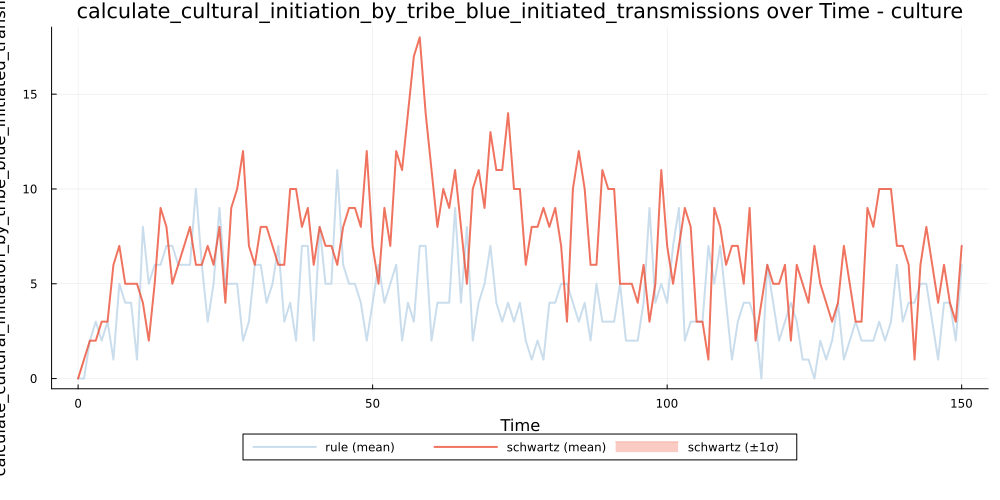 calculate_cultural_initiation_by_tribe_blue_initiated_transmissions over Time - culture
calculate_cultural_initiation_by_tribe_blue_initiated_trans
15
10
5
0
0 50 100 150
Time
rule (mean) schwartz (mean) schwartz (±1σ)